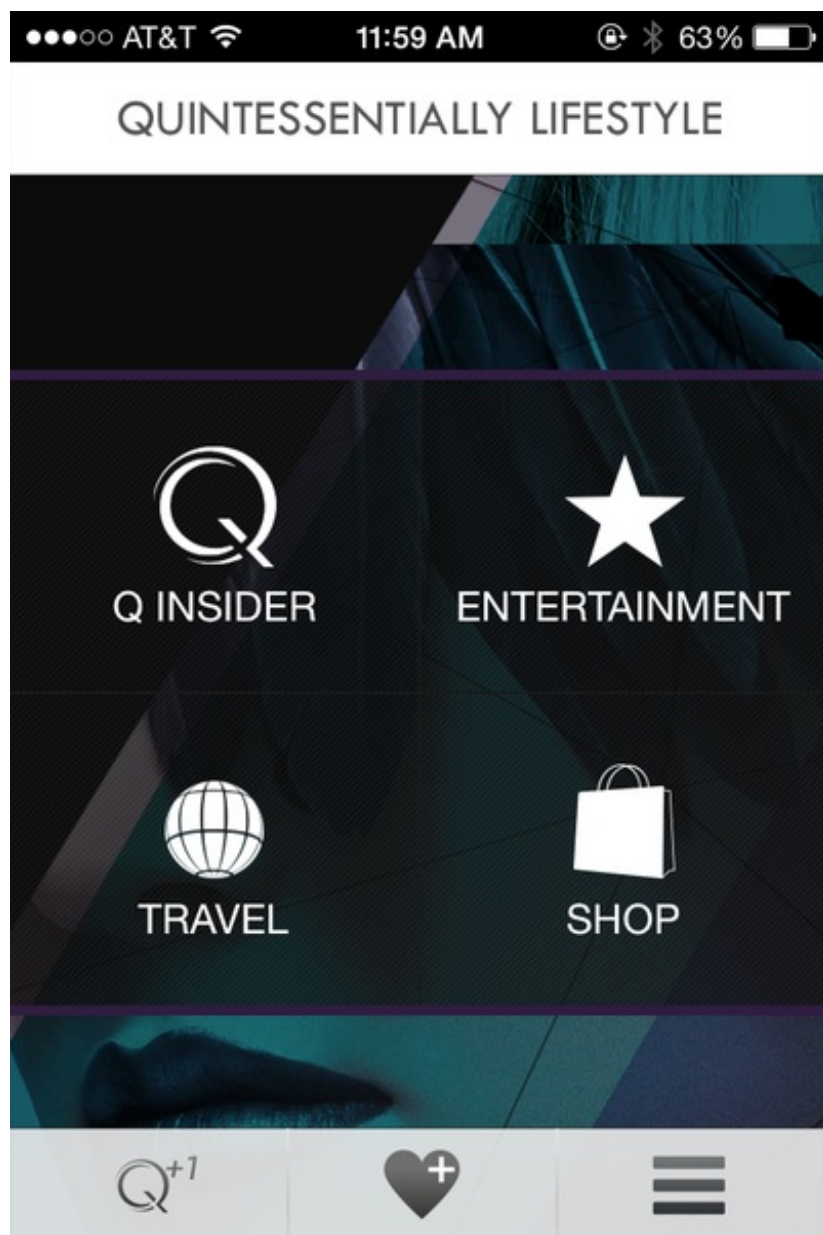 AT&T 11:59 AM 63%
QUINTESSENTIALLY LIFESTYLE
Q INSIDER ENTERTAINMENT
TRAVEL SHOP
Q+1